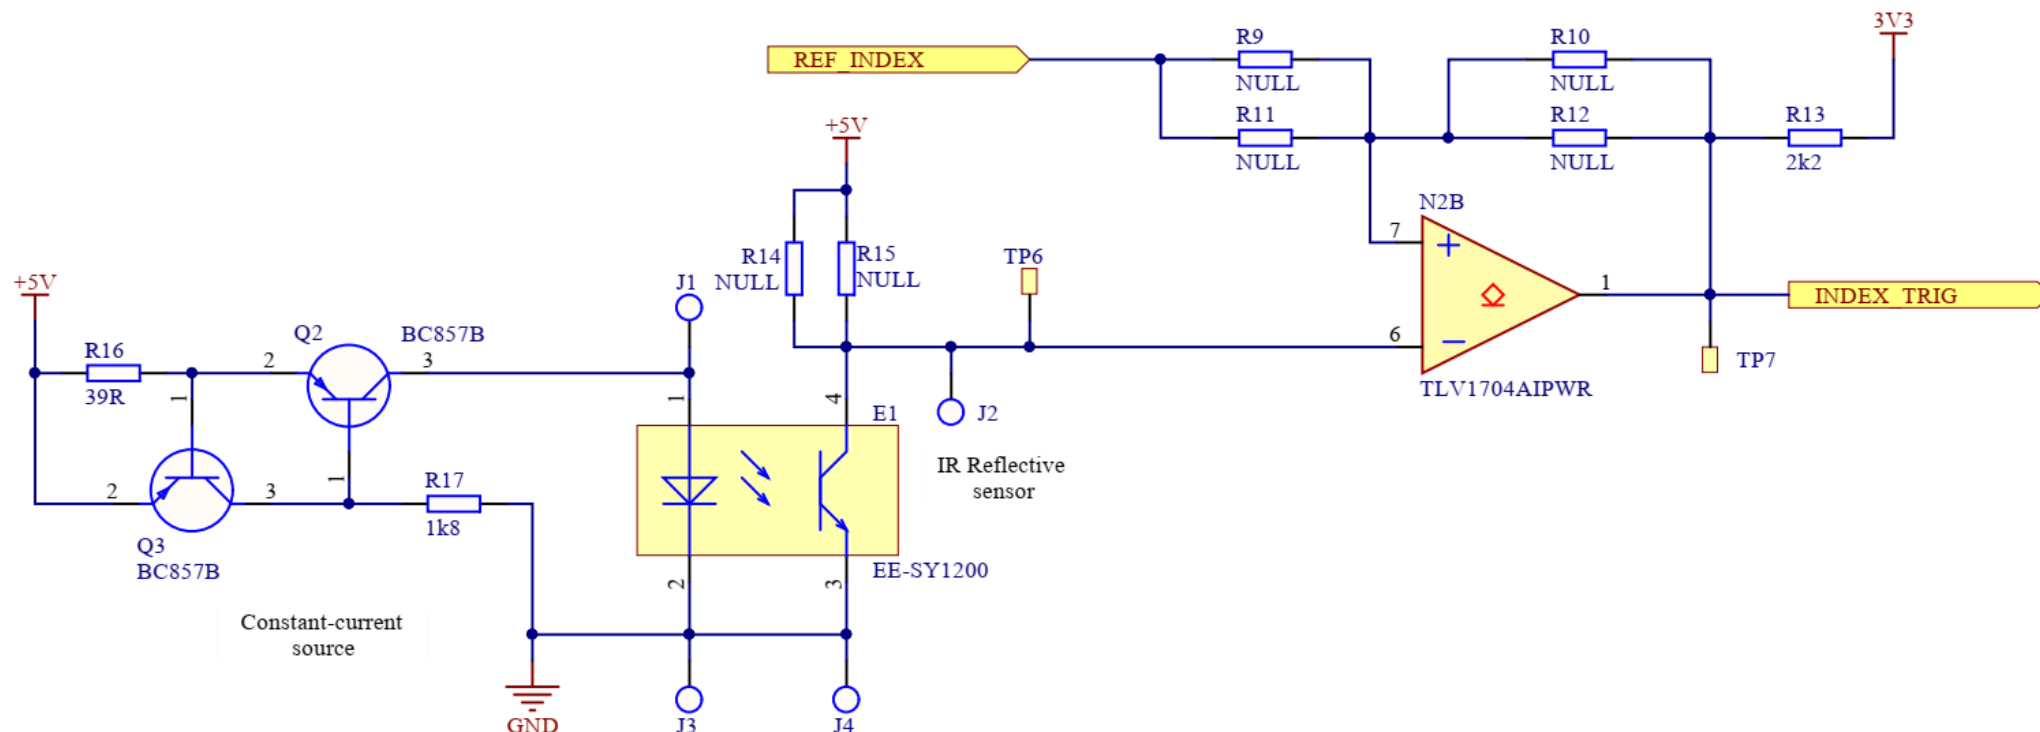 3V3
R9
R10
REF_INDEX
NULL
NULL
R11
R12
R13
+5V
NULL
NULL
2k2
N2B
7
R14
R15
TP6
NULL
NULL
+5V
J1
1
INDEX_TRIG
Q2
BC857B
6
R16
2
3
TP7
39R
1
1
4
E1
J2
TLV1704AIPWR
IR Reflective
sensor
2
3
1
R17
1k8
Q3
BC857B
2
3
EE-SY1200
Constant-current
source
GND
J3
J4